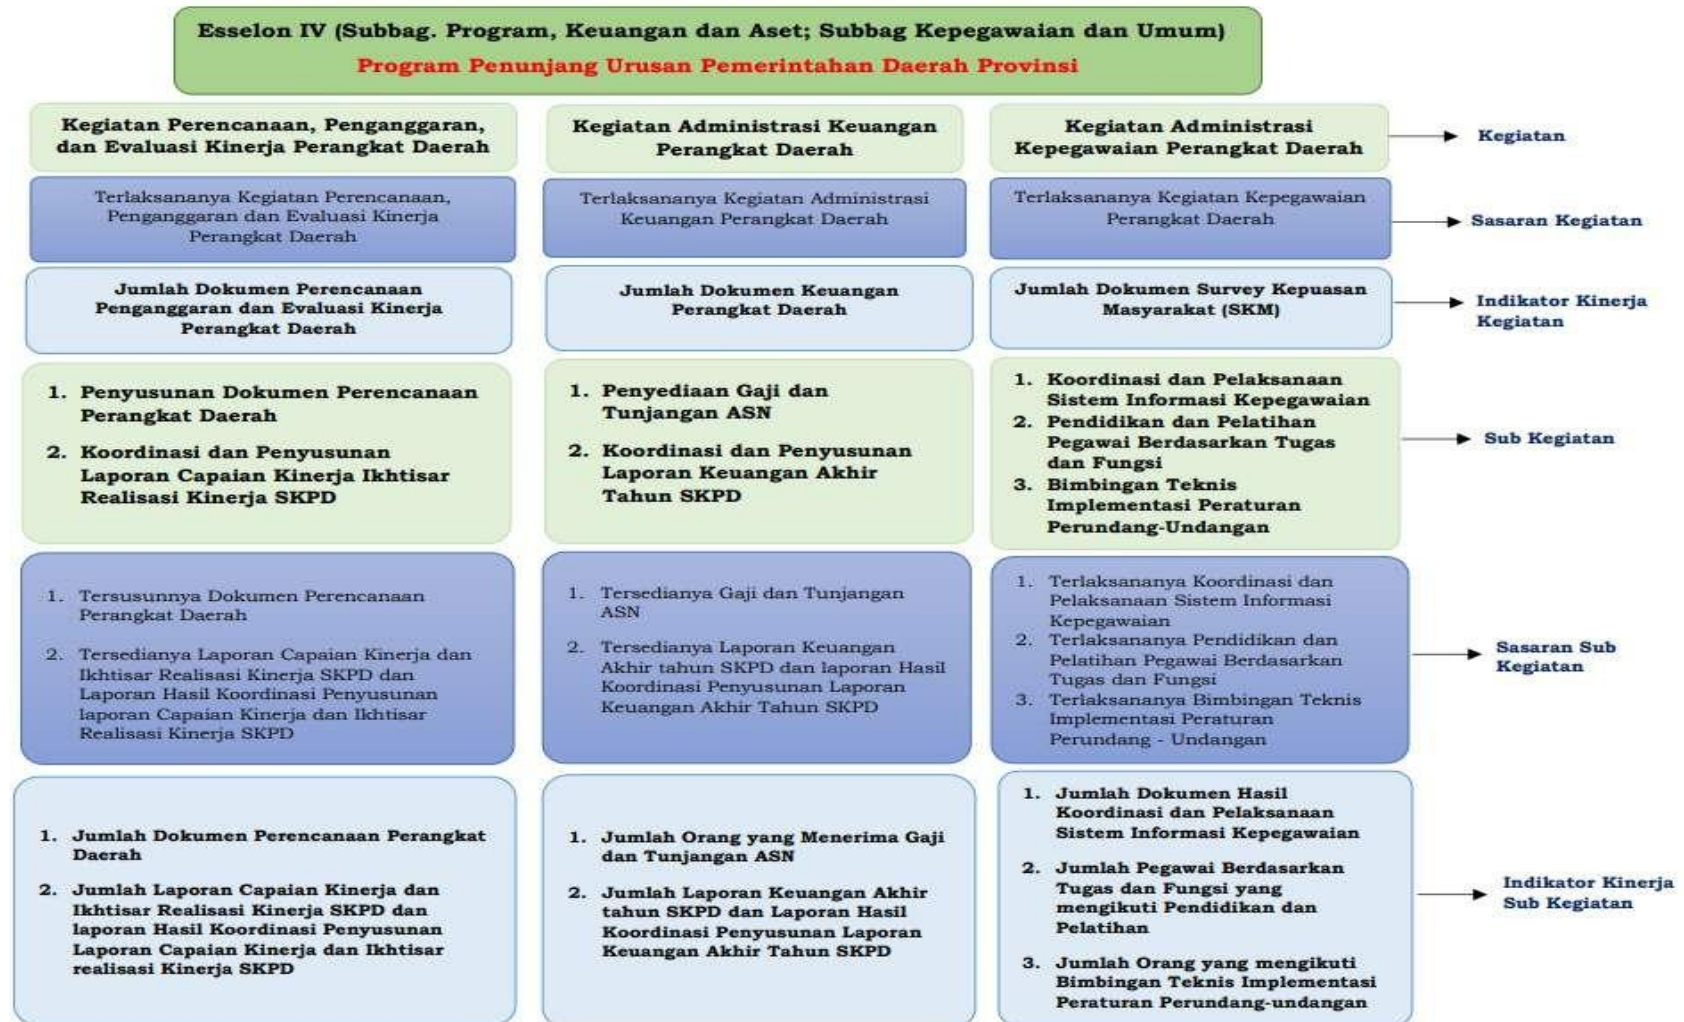 Esselon IV (Subbag. Program, Keuangan dan Aset; Subbag Kepegawaian dan Umum)
Program Penunjang Urusan Pemerintahan Daerah Provinsi
Kegiatan Perencanaan, Penganggaran,
dan Evaluasi Kinerja Perangkat Daerah
Kegiatan Administrasi Keuangan
Perangkat Daerah
Kegiatan Administrasi
Kepegawaian Perangkat Daerah
Kegiatan
Terlaksananya Kegiatan Perencanaan,
Penganggaran dan Evaluasi Kinerja
Perangkat Daerah
Terlaksananya Kegiatan Administrasi
Keuangan Perangkat Daerah
Terlaksananya Kegiatan Kepegawaian
Perangkat Daerah
Sasaran Kegiatan
Jumlah Dokumen Perencanaan
Penganggaran dan Evaluasi Kinerja
Perangkat Daerah
Jumlah Dokumen Keuangan
Perangkat Daerah
Jumlah Dokumen Survey Kepuasan
Masyarakat (SKM)
Indikator Kinerja
Kegiatan
1. Penyusunan Dokumen Perencanaan
Perangkat Daerah
2. Koordinasi dan Penyusunan
Laporan Capaian Kinerja Ikhtisar
Realisasi Kinerja SKPD
1. Penyediaan Gaji dan
Tunjangan ASN
2. Koordinasi dan Penyusunan
Laporan Keuangan Akhir
Tahun SKPD
1. Koordinasi dan Pelaksanaan
Sistem Informasi Kepegawaian
2. Pendidikan dan Pelatihan
Pegawai Berdasarkan Tugas
dan Fungsi
3. Bimbingan Teknis
Implementasi Peraturan
Perundang-Undangan
Sub Kegiatan
1. Tersusunnya Dokumen Perencanaan
Perangkat Daerah
2. Tersedianya Laporan Capaian Kinerja dan
Ikhtisar Realisasi Kinerja SKPD dan
Laporan Hasil Koordinasi Penyusunan
laporan Capaian Kinerja dan Ikhtisar
Realisasi Kinerja SKPD
1. Tersedianya Gaji dan Tunjangan
ASN
2. Tersedianya Laporan Keuangan
Akhir tahun SKPD dan laporan Hasil
Koordinasi Penyusunan Laporan
Keuangan Akhir Tahun SKPD
1. Terlaksananya Koordinasi dan
Pelaksanaan Sistem Informasi
Kepegawaian
2. Terlaksananya Pendidikan dan
Pelatihan Pegawai Berdasarkan
Tugas dan Fungsi
3. Terlaksananya Bimbingan Teknis
Implementasi Peraturan
Perundang - Undangan
Sasaran Sub
Kegiatan
1. Jumlah Dokumen Perencanaan Perangkat
Daerah
2. Jumlah Laporan Capaian Kinerja dan
Ikhtisar Realisasi Kinerja SKPD dan
laporan Hasil Koordinasi Penyusunan
Laporan Capaian Kinerja dan Ikhtisar
realisasi Kinerja SKPD
1. Jumlah Orang yang Menerima Gaji
dan Tunjangan ASN
2. Jumlah Laporan Keuangan Akhir
tahun SKPD dan Laporan Hasil
Koordinasi Penyusunan Laporan
Keuangan Akhir Tahun SKPD
1. Jumlah Dokumen Hasil
Koordinasi dan Pelaksanaan
Sistem Informasi Kepegawaian
2. Jumlah Pegawai Berdasarkan
Tugas dan Fungsi yang
mengikuti Pendidikan dan
Pelatihan
3. Jumlah Orang yang mengikuti
Bimbingan Teknis Implementasi
Peraturan Perundang-undangan
Indikator Kinerja
Sub Kegiatan